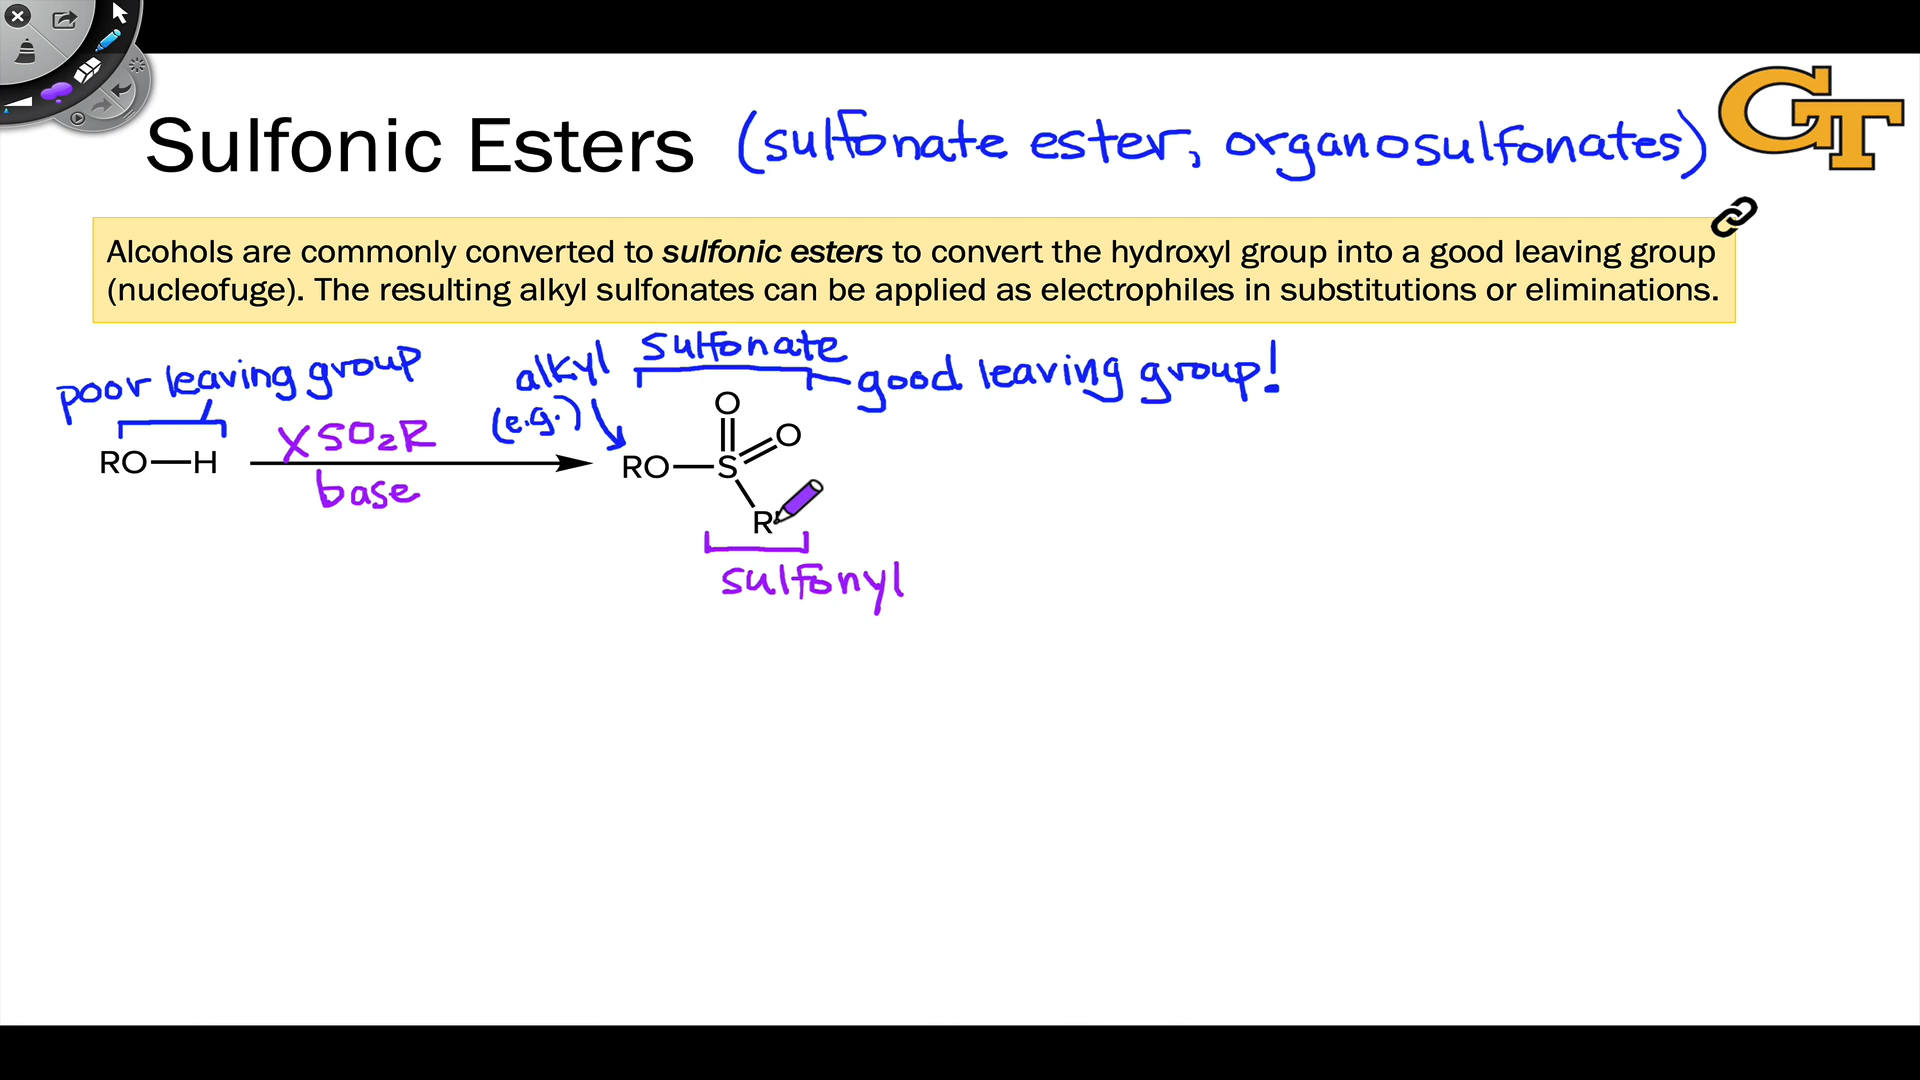 Sulfonic Esters (sulfonate ester, organosulfonates) GT
Alcohols are commonly converted to sulfonic esters to convert the hydroxyl group into a good leaving group
(nucleofuge). The resulting alkyl sulfonates can be applied as electrophiles in substitutions or eliminations.
poor leaving group
alkyl
(e.g.)
sulfonate
good leaving group!
RO—H
XSO₂R
base
O
O
RO—S
R
sulfonyl